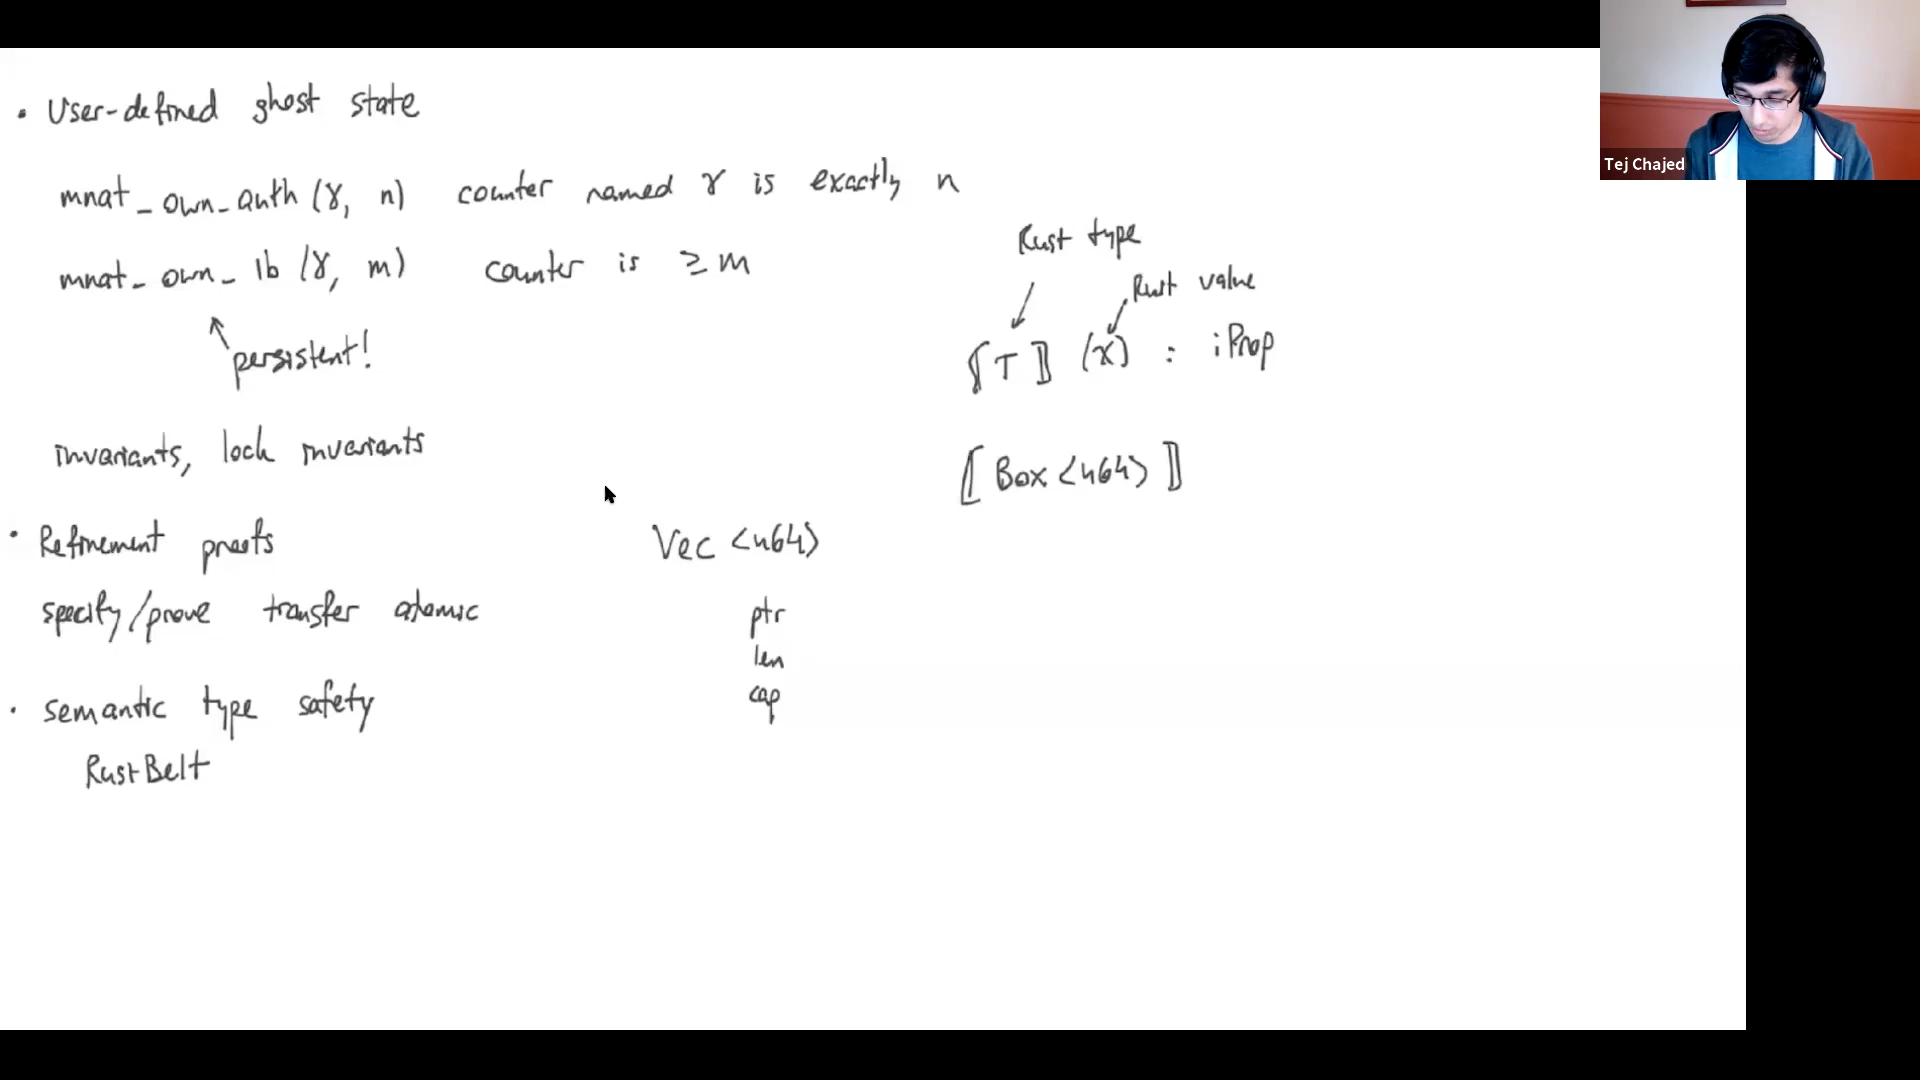 • User-defined ghost state
mnat_own_auth (γ, n) counter named γ is exactly n
mnat_own_lb (γ, m) counter is ≥ m
persistent!
invariants, lock invariants
• Refinement proofs
specify/prove transfer atomic
• semantic type safety
RustBelt
Vec <u64>
ptr
len
cap
Rust type
Rust value
⟦T⟧ (x) : iProp
⟦Box <u64>⟧
Tej Chajed